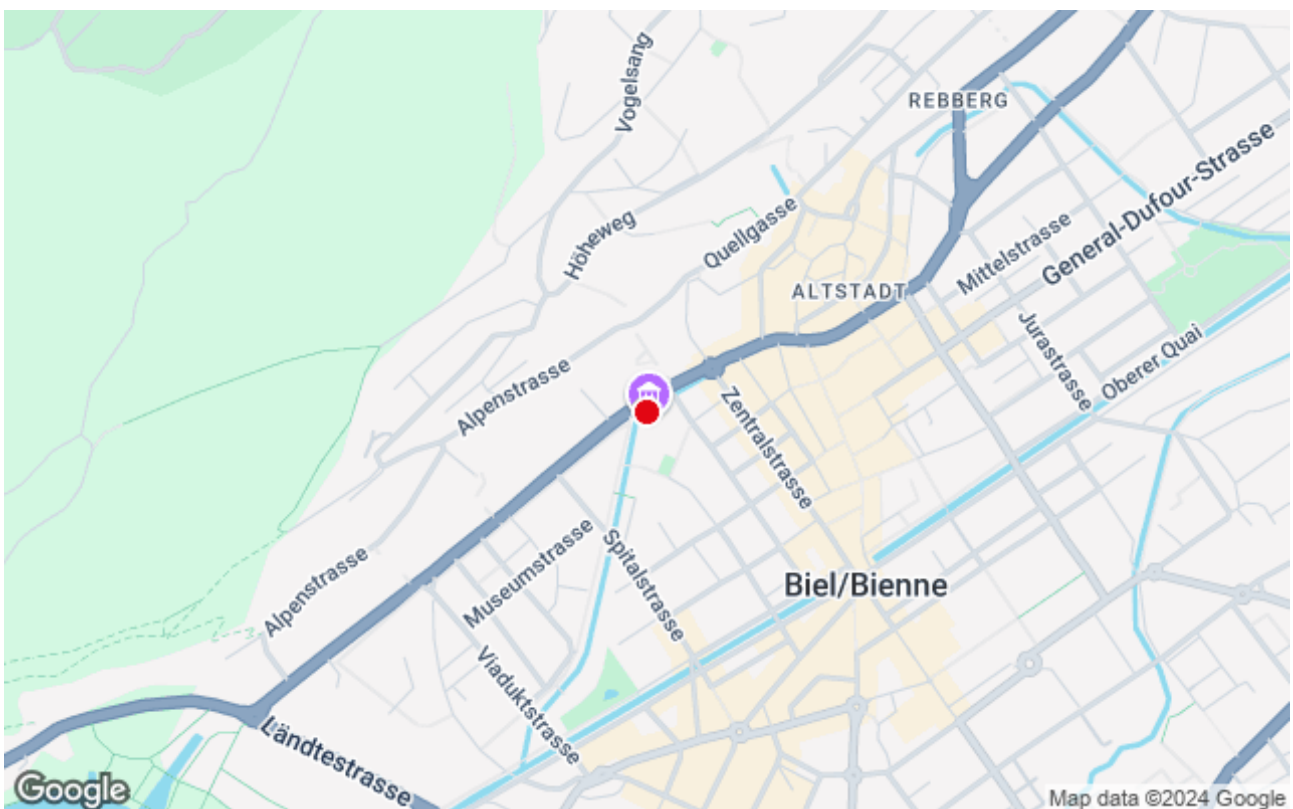 Vogelsang
REBBERG
General-Dufour-Strasse
Höheweg
Quellgasse
Mittelstrasse
ALTSTADT
Jurastrasse
Oberer Quai
Alpenstrasse
Zentralstrasse
Museumstrasse
Spitalstrasse
Biel/Bienne
Alpenstrasse
Viaduktstrasse
Ländtestrasse
Google
Map data ©2024 Google